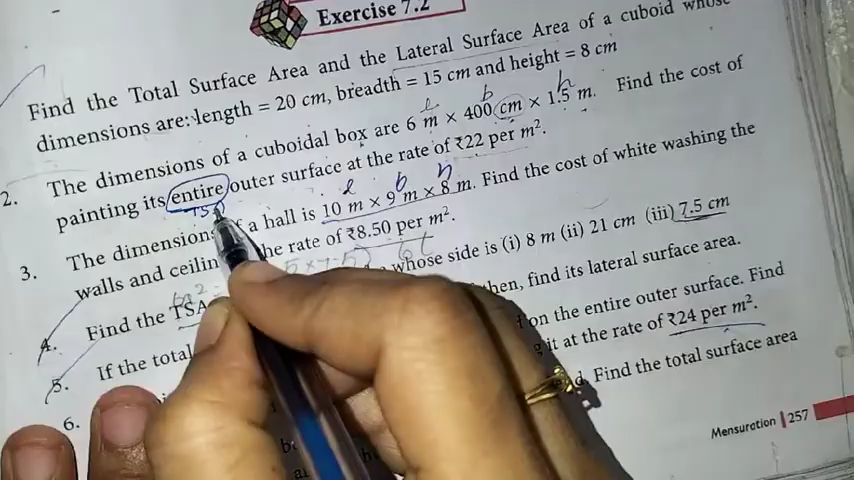 Exercise 7.2
Find the Total Surface Area and the Lateral Surface Area of a cuboid whose
dimensions are: length = 20 cm, breadth = 15 cm and height = 8 cm
l b h
2. The dimensions of a cuboidal box are 6 m × 400 cm × 1.5 m. Find the cost of
painting its entire outer surface at the rate of ₹22 per m².
TSA
l b h
3. The dimensions of a hall is 10 m × 9 m × 8 m. Find the cost of white washing the
walls and ceiling the rate of ₹8.50 per m².
6a²
4. Find the TSA whose side is (i) 8 m (ii) 21 cm (iii) 7.5 cm
5. If the total then, find its lateral surface area.
6. on the entire outer surface. Find
it at the rate of ₹24 per m².
Find the total surface area
Mensuration 257